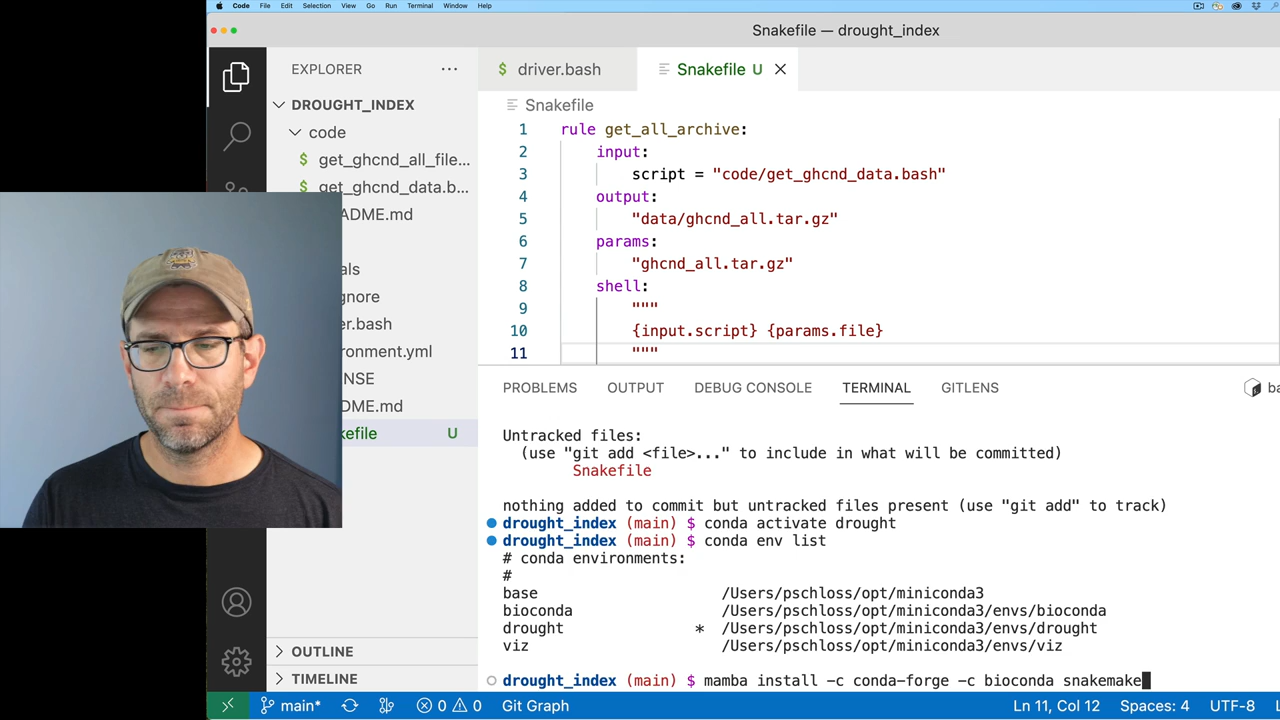 Code File Edit Selection View Go Run Terminal Window Help
Snakefile — drought_index
EXPLORER
driver.bash
Snakefile U
DROUGHT_INDEX
Snakefile
code
get_ghcnd_all_file...
get_ghcnd_data.b...
ADME.md
als
gnore
er.bash
ronment.yml
NSE
DME.md
kefile U
OUTLINE
TIMELINE
1 rule get_all_archive:
2 input:
3 script = "code/get_ghcnd_data.bash"
4 output:
5 "data/ghcnd_all.tar.gz"
6 params:
7 "ghcnd_all.tar.gz"
8 shell:
9 """
10 {input.script} {params.file}
11 """
PROBLEMS OUTPUT DEBUG CONSOLE TERMINAL GITLENS
ba
Untracked files:
(use "git add <file>..." to include in what will be committed)
Snakefile
nothing added to commit but untracked files present (use "git add" to track)
drought_index (main) $ conda activate drought
drought_index (main) $ conda env list
# conda environments:
#
base /Users/pschloss/opt/miniconda3
bioconda /Users/pschloss/opt/miniconda3/envs/bioconda
drought * /Users/pschloss/opt/miniconda3/envs/drought
viz /Users/pschloss/opt/miniconda3/envs/viz
drought_index (main) $ mamba install -c conda-forge -c bioconda snakemake
main* 0 0 Git Graph Ln 11, Col 12 Spaces: 4 UTF-8 L